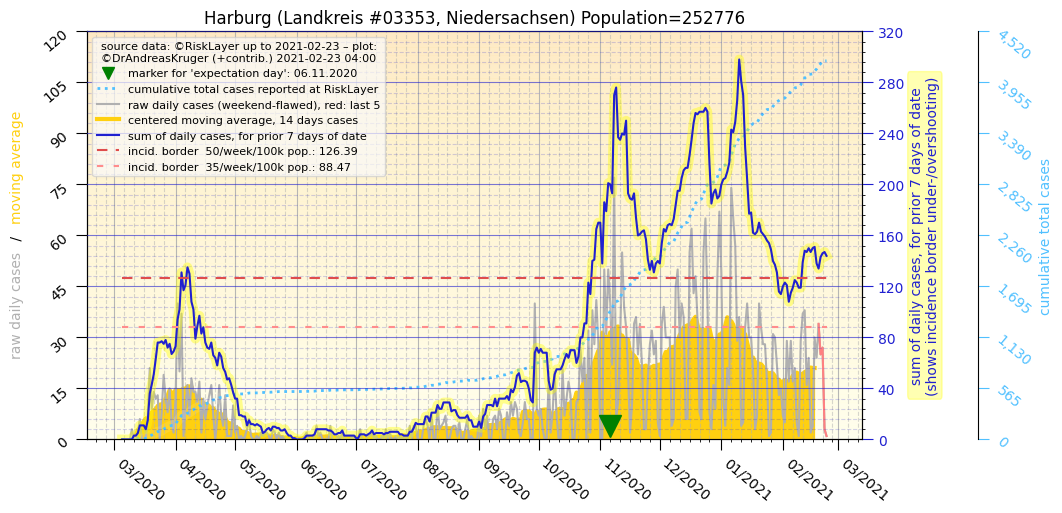 Harburg (Landkreis #03353, Niedersachsen) Population=252776
source data: ©RiskLayer up to 2021-02-23 – plot:
©DrAndreasKruger (+contrib.) 2021-02-23 04:00
marker for 'expectation day': 06.11.2020
cumulative total cases reported at RiskLayer
raw daily cases (weekend-flawed), red: last 5
centered moving average, 14 days cases
sum of daily cases, for prior 7 days of date
incid. border  50/week/100k pop.: 126.39
incid. border  35/week/100k pop.: 88.47
raw daily cases   /   moving average
120
105
90
75
60
45
30
15
0
03/2020
04/2020
05/2020
06/2020
07/2020
08/2020
09/2020
10/2020
11/2020
12/2020
01/2021
02/2021
03/2021
320
280
240
200
160
120
80
40
0
sum of daily cases, for prior 7 days of date
(shows incidence border under-/overshooting)
4,520
3,955
3,390
2,825
2,260
1,695
1,130
565
0
cumulative total cases